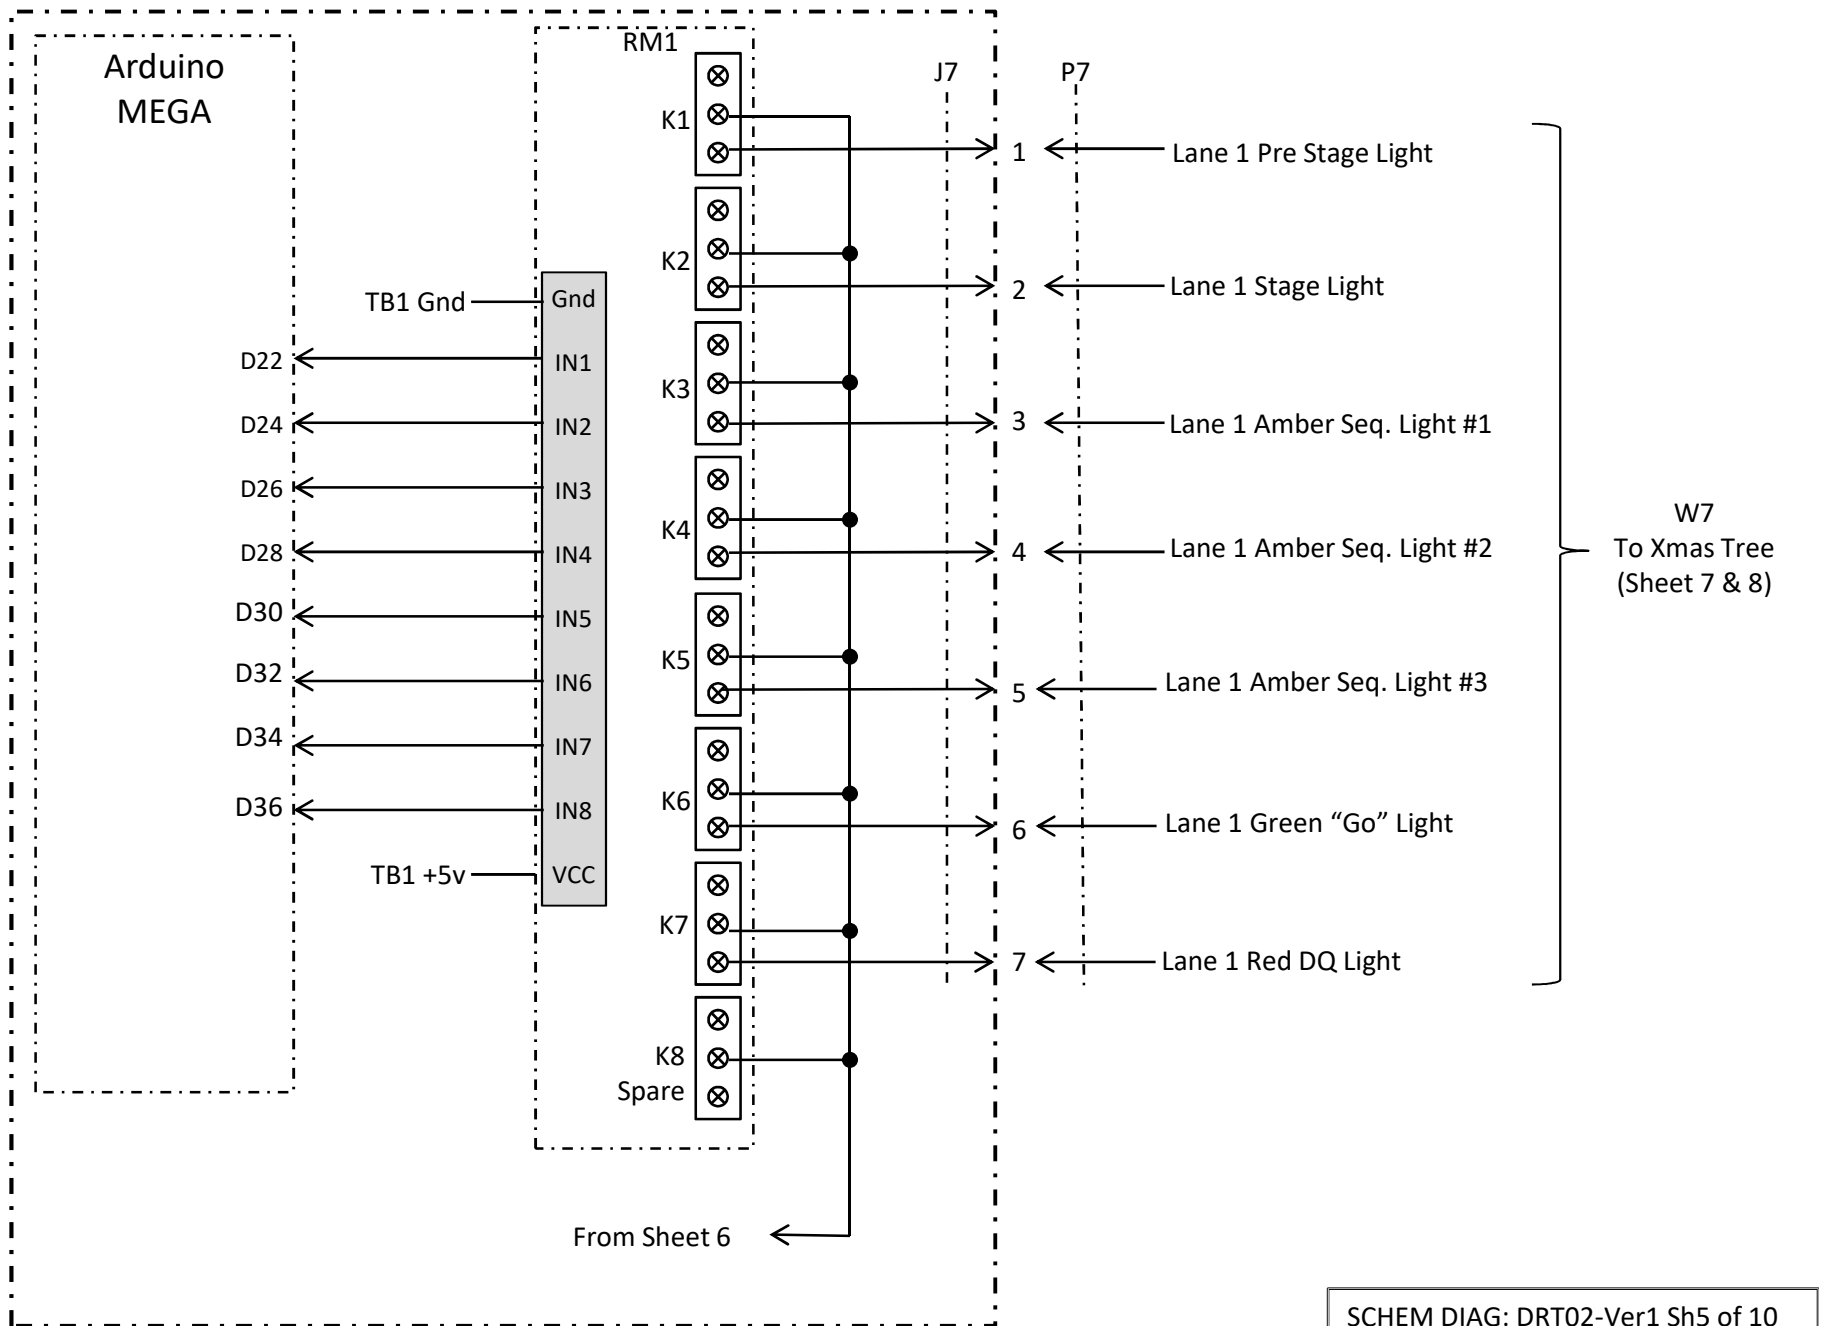 Arduino
MEGA
RM1
J7
P7
K1
1
Lane 1 Pre Stage Light
K2
2
Lane 1 Stage Light
TB1 Gnd
Gnd
D22
IN1
K3
3
Lane 1 Amber Seq. Light #1
D24
IN2
D26
IN3
K4
4
Lane 1 Amber Seq. Light #2
D28
IN4
W7
To Xmas Tree
(Sheet 7 & 8)
D30
IN5
K5
5
Lane 1 Amber Seq. Light #3
D32
IN6
D34
IN7
K6
6
Lane 1 Green “Go” Light
D36
IN8
TB1 +5v
VCC
K7
7
Lane 1 Red DQ Light
K8
Spare
From Sheet 6
SCHEM DIAG: DRT02-Ver1 Sh5 of 10